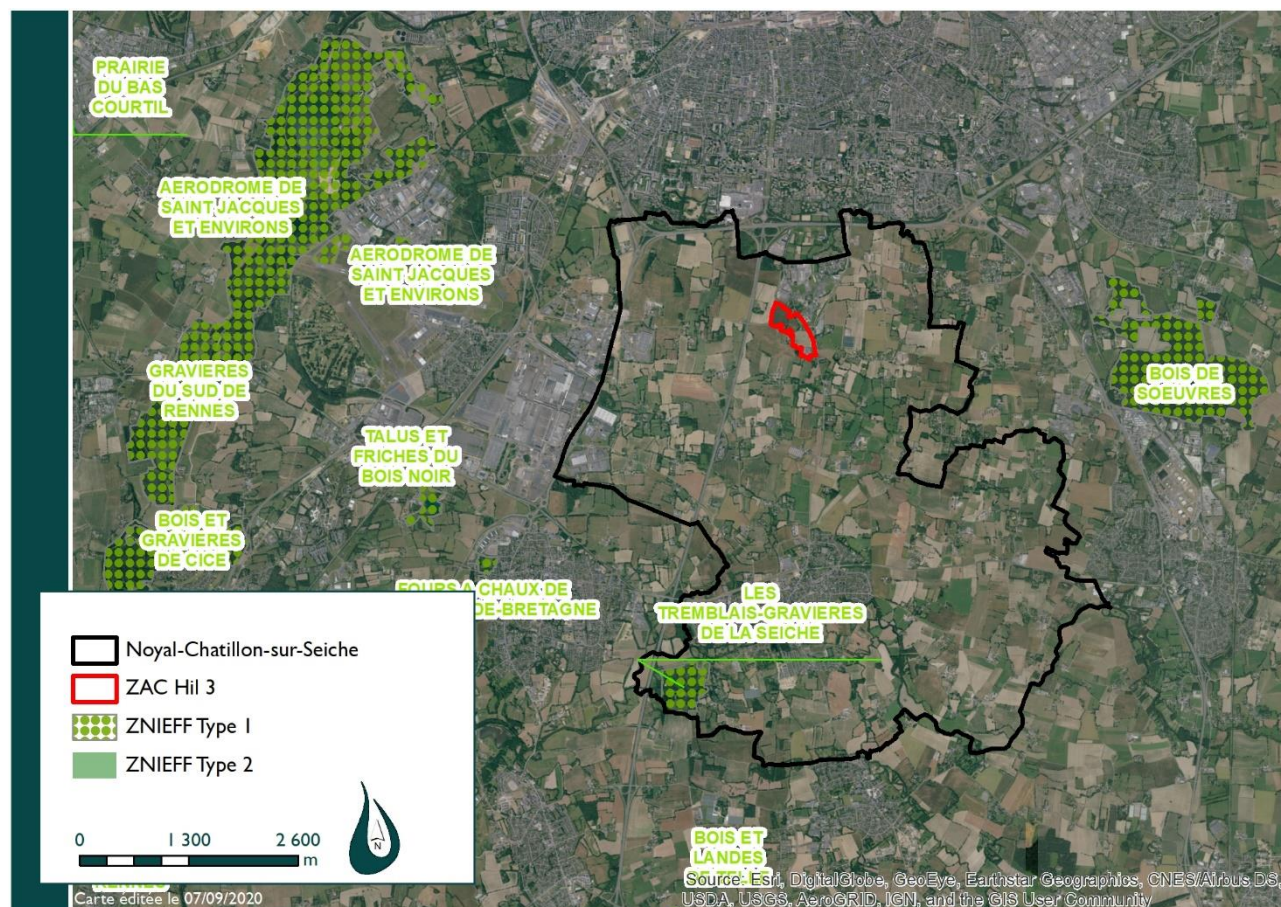 PRAIRIE
DU BAS
COURTIL
AERODROME DE
SAINT JACQUES
ET ENVIRONS
AERODROME DE
SAINT JACQUES
ET ENVIRONS
GRAVIERES
DU SUD DE
RENNES
BOIS DE
SOEUVRES
TALUS ET
FRICHES DU
BOIS NOIR
BOIS ET
GRAVIERES
DE CICE
FOURS A CHAUX DE
DE-BRETAGNE
LES
TREMBLAIS-GRAVIERES
DE LA SEICHE
Noyal-Chatillon-sur-Seiche
ZAC Hil 3
ZNIEFF Type 1
ZNIEFF Type 2
0 1 300 2 600
m
N
BOIS ET
LANDES
RENNES
Carte éditée le 07/09/2020
Source: Esri, DigitalGlobe, GeoEye, Earthstar Geographics, CNES/Airbus DS,
USDA, USGS, AeroGRID, IGN, and the GIS User Community